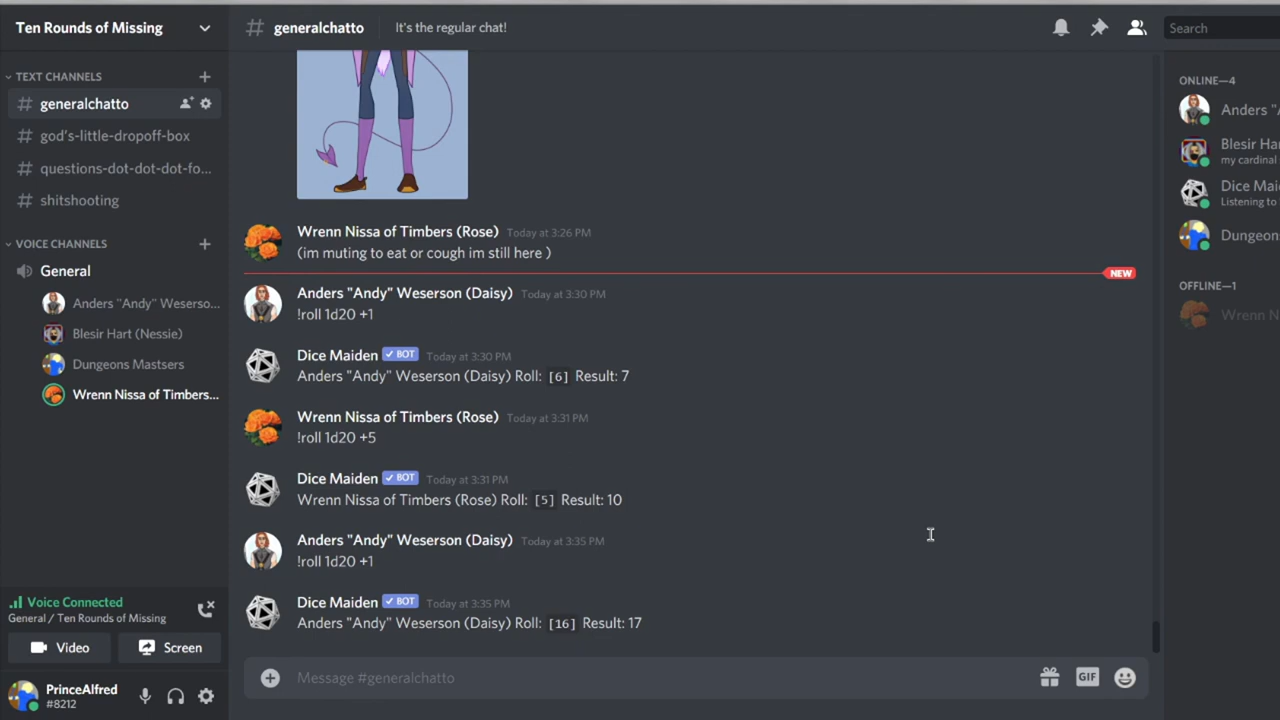 Ten Rounds of Missing
# generalchatto
It's the regular chat!
Search
TEXT CHANNELS
# generalchatto
# god's-little-dropoff-box
# questions-dot-dot-dot-fo...
# shitshooting
VOICE CHANNELS
General
Anders "Andy" Weserso...
Blesir Hart (Nessie)
Dungeons Mastsers
Wrenn Nissa of Timbers...
Voice Connected
General / Ten Rounds of Missing
Video
Screen
PrinceAlfred
#8212
Wrenn Nissa of Timbers (Rose) Today at 3:26 PM
(im muting to eat or cough im still here )
NEW
Anders "Andy" Weserson (Daisy) Today at 3:30 PM
!roll 1d20 +1
Dice Maiden ✓ BOT Today at 3:30 PM
Anders "Andy" Weserson (Daisy) Roll: [6] Result: 7
Wrenn Nissa of Timbers (Rose) Today at 3:31 PM
!roll 1d20 +5
Dice Maiden ✓ BOT Today at 3:31 PM
Wrenn Nissa of Timbers (Rose) Roll: [5] Result: 10
Anders "Andy" Weserson (Daisy) Today at 3:35 PM
!roll 1d20 +1
Dice Maiden ✓ BOT Today at 3:35 PM
Anders "Andy" Weserson (Daisy) Roll: [16] Result: 17
Message #generalchatto
GIF
ONLINE—4
Anders "A
Blesir Har
my cardinal
Dice Mai
Listening to
Dungeon
OFFLINE—1
Wrenn N